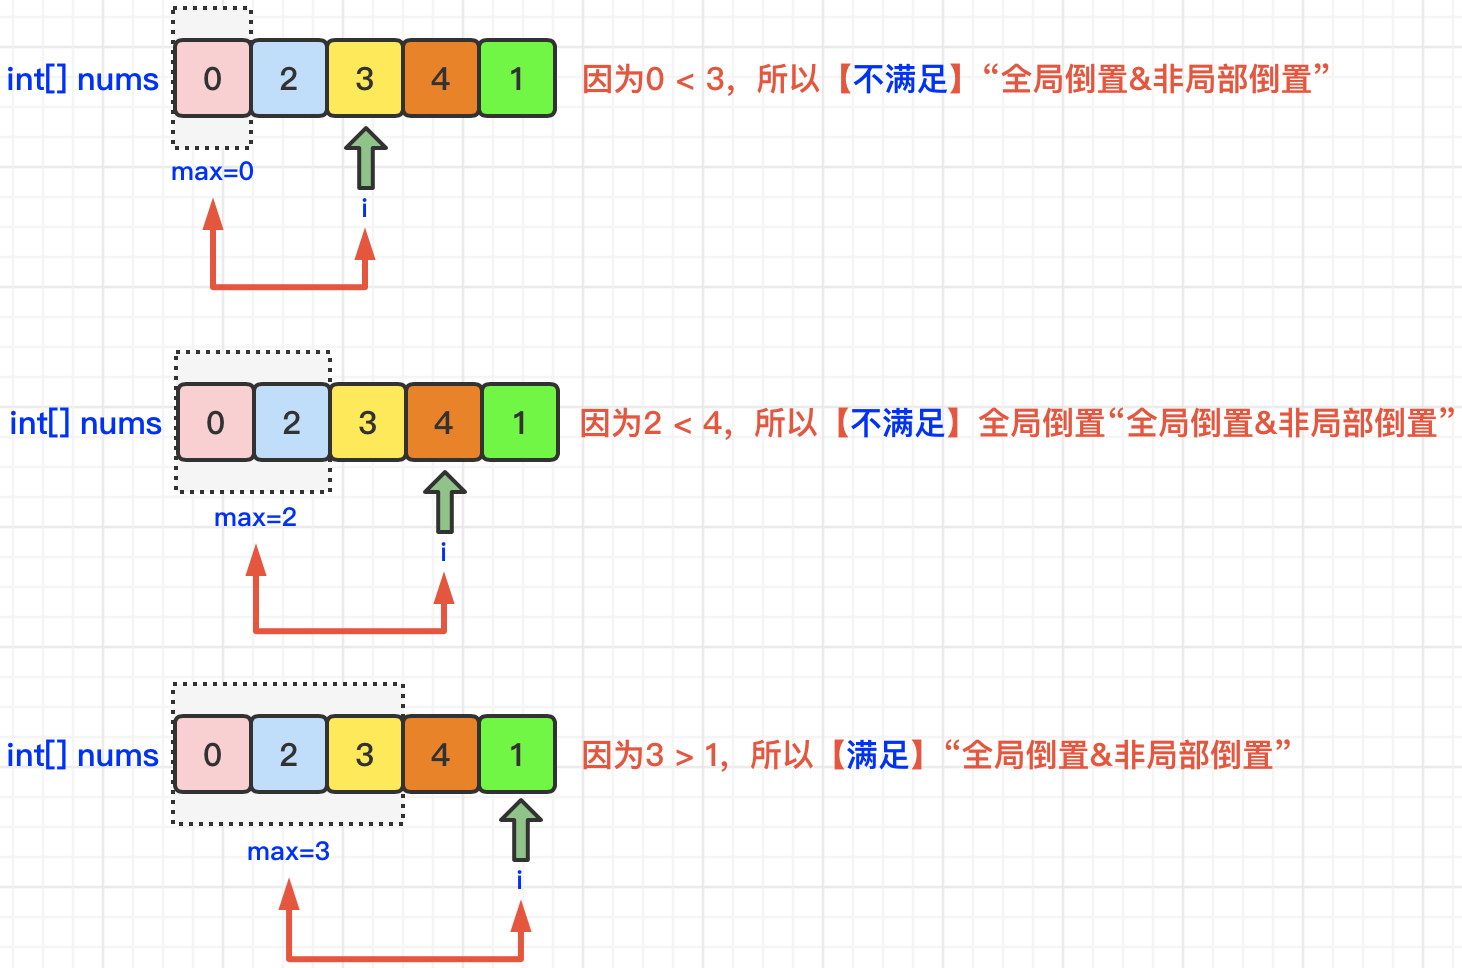 int[] nums 0 2 3 4 1 因为0 < 3，所以【不满足】“全局倒置&非局部倒置”
max=0
i
int[] nums 0 2 3 4 1 因为2 < 4，所以【不满足】全局倒置“全局倒置&非局部倒置”
max=2
i
int[] nums 0 2 3 4 1 因为3 > 1，所以【满足】“全局倒置&非局部倒置”
max=3
i